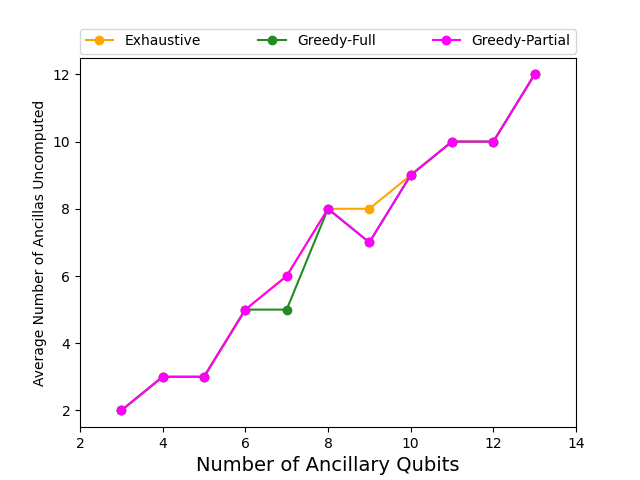 Exhaustive Greedy-Full Greedy-Partial
Average Number of Ancillas Uncomputed
12
10
8
6
4
2
2 4 6 8 10 12 14
Number of Ancillary Qubits